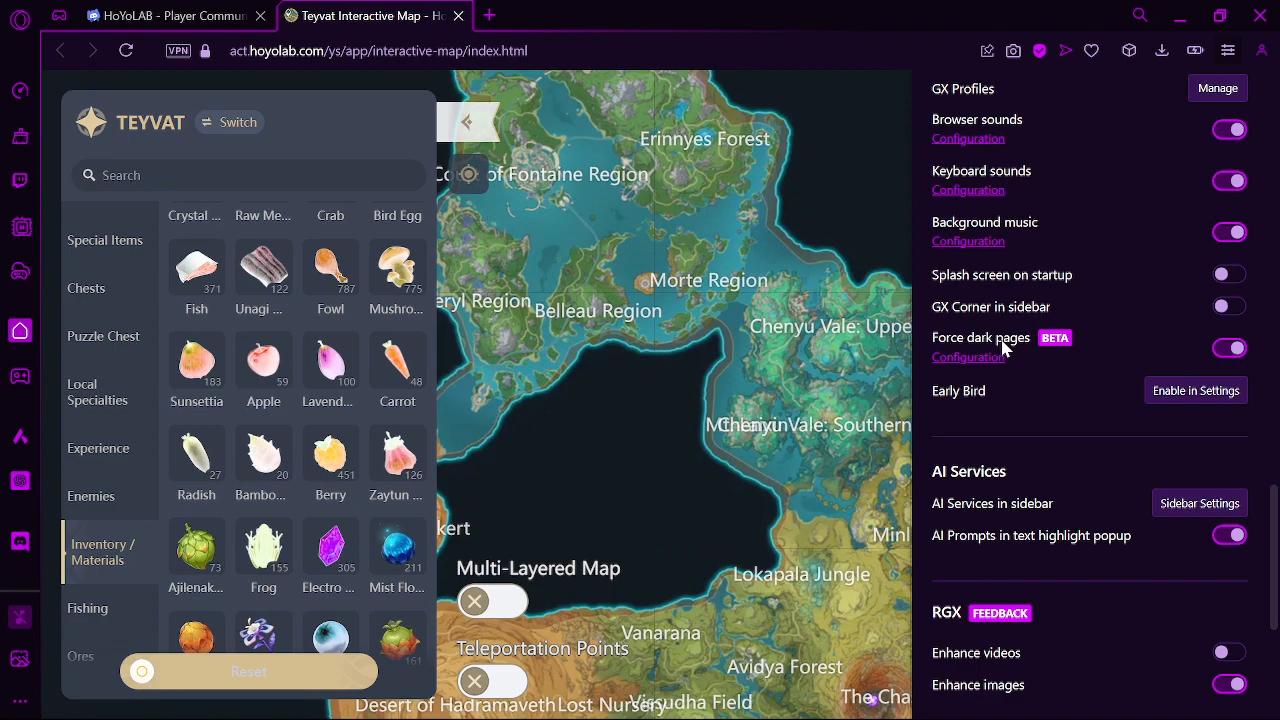 HoYoLAB - Player Commun
Teyvat Interactive Map - Ho
VPN
act.hoyolab.com/ys/app/interactive-map/index.html
TEYVAT
Switch
Search
Special Items
Chests
Puzzle Chest
Local
Specialties
Experience
Enemies
Inventory /
Materials
Fishing
Ores
Crystal ...
Raw Me...
Crab
Bird Egg
371
122
787
775
Fish
Unagi ...
Fowl
Mushro...
183
59
100
48
Sunsettia
Apple
Lavend...
Carrot
27
20
451
126
Radish
Bambo...
Berry
Zaytun ...
73
155
305
211
Ajilenak...
Frog
Electro ...
Mist Flo...
161
Reset
Erinnyes Forest
of Fontaine Region
Morte Region
eryl Region
Belleau Region
Chenyu Vale: Uppe
Chenyu Vale: Southern
kert
Minl
Multi-Layered Map
Lokapala Jungle
Vanarana
Teleportation Points
Avidya Forest
Vissudha Field
The Cha
Desert of Hadramaveth
Lost Nursery
GX Profiles
Manage
Browser sounds
Configuration
Keyboard sounds
Configuration
Background music
Configuration
Splash screen on startup
GX Corner in sidebar
Force dark pages BETA
Configuration
Early Bird
Enable in Settings
AI Services
AI Services in sidebar
Sidebar Settings
AI Prompts in text highlight popup
RGX FEEDBACK
Enhance videos
Enhance images